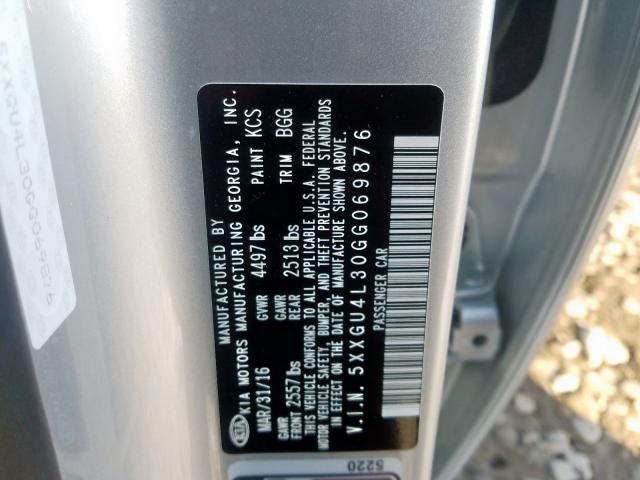 MANUFACTURED BY
KIA MOTORS MANUFACTURING GEORGIA, INC.
MAR/31/16 GVWR 4497 lbs PAINT KCS
GAWR FRONT 2557 lbs GAWR REAR 2513 lbs TRIM BGG
THIS VEHICLE CONFORMS TO ALL APPLICABLE U.S.A. FEDERAL
MOTOR VEHICLE SAFETY, BUMPER, AND THEFT PREVENTION STANDARDS
IN EFFECT ON THE DATE OF MANUFACTURE SHOWN ABOVE.
V.I.N. 5XXGU4L30GG069876
PASSENGER CAR
5220
5XXGU4L30GG069876